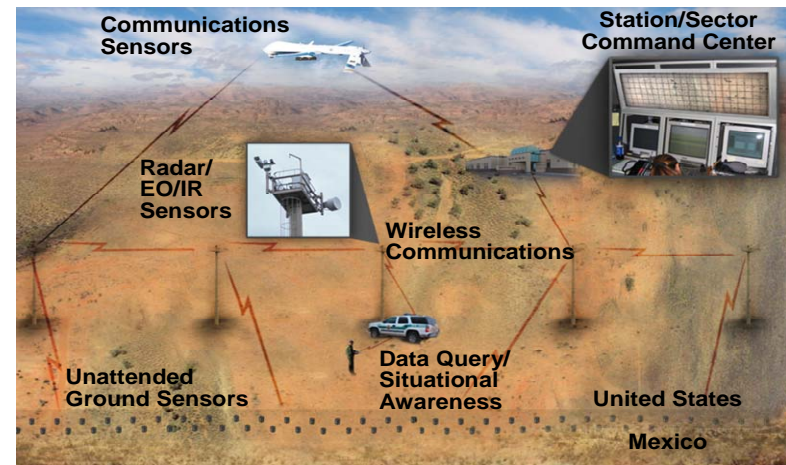 Communications
Sensors
Station/Sector
Command Center
Radar/
EO/IR
Sensors
Wireless
Communications
Data Query/
Situational
Awareness
Unattended
Ground Sensors
United States
Mexico